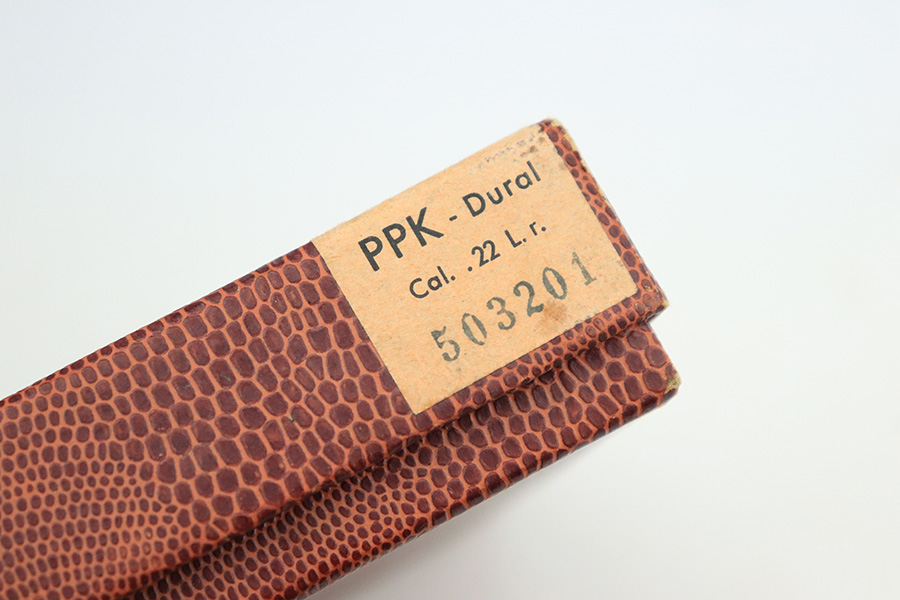 PPK - Dural
Cal. .22 L. r.
503201